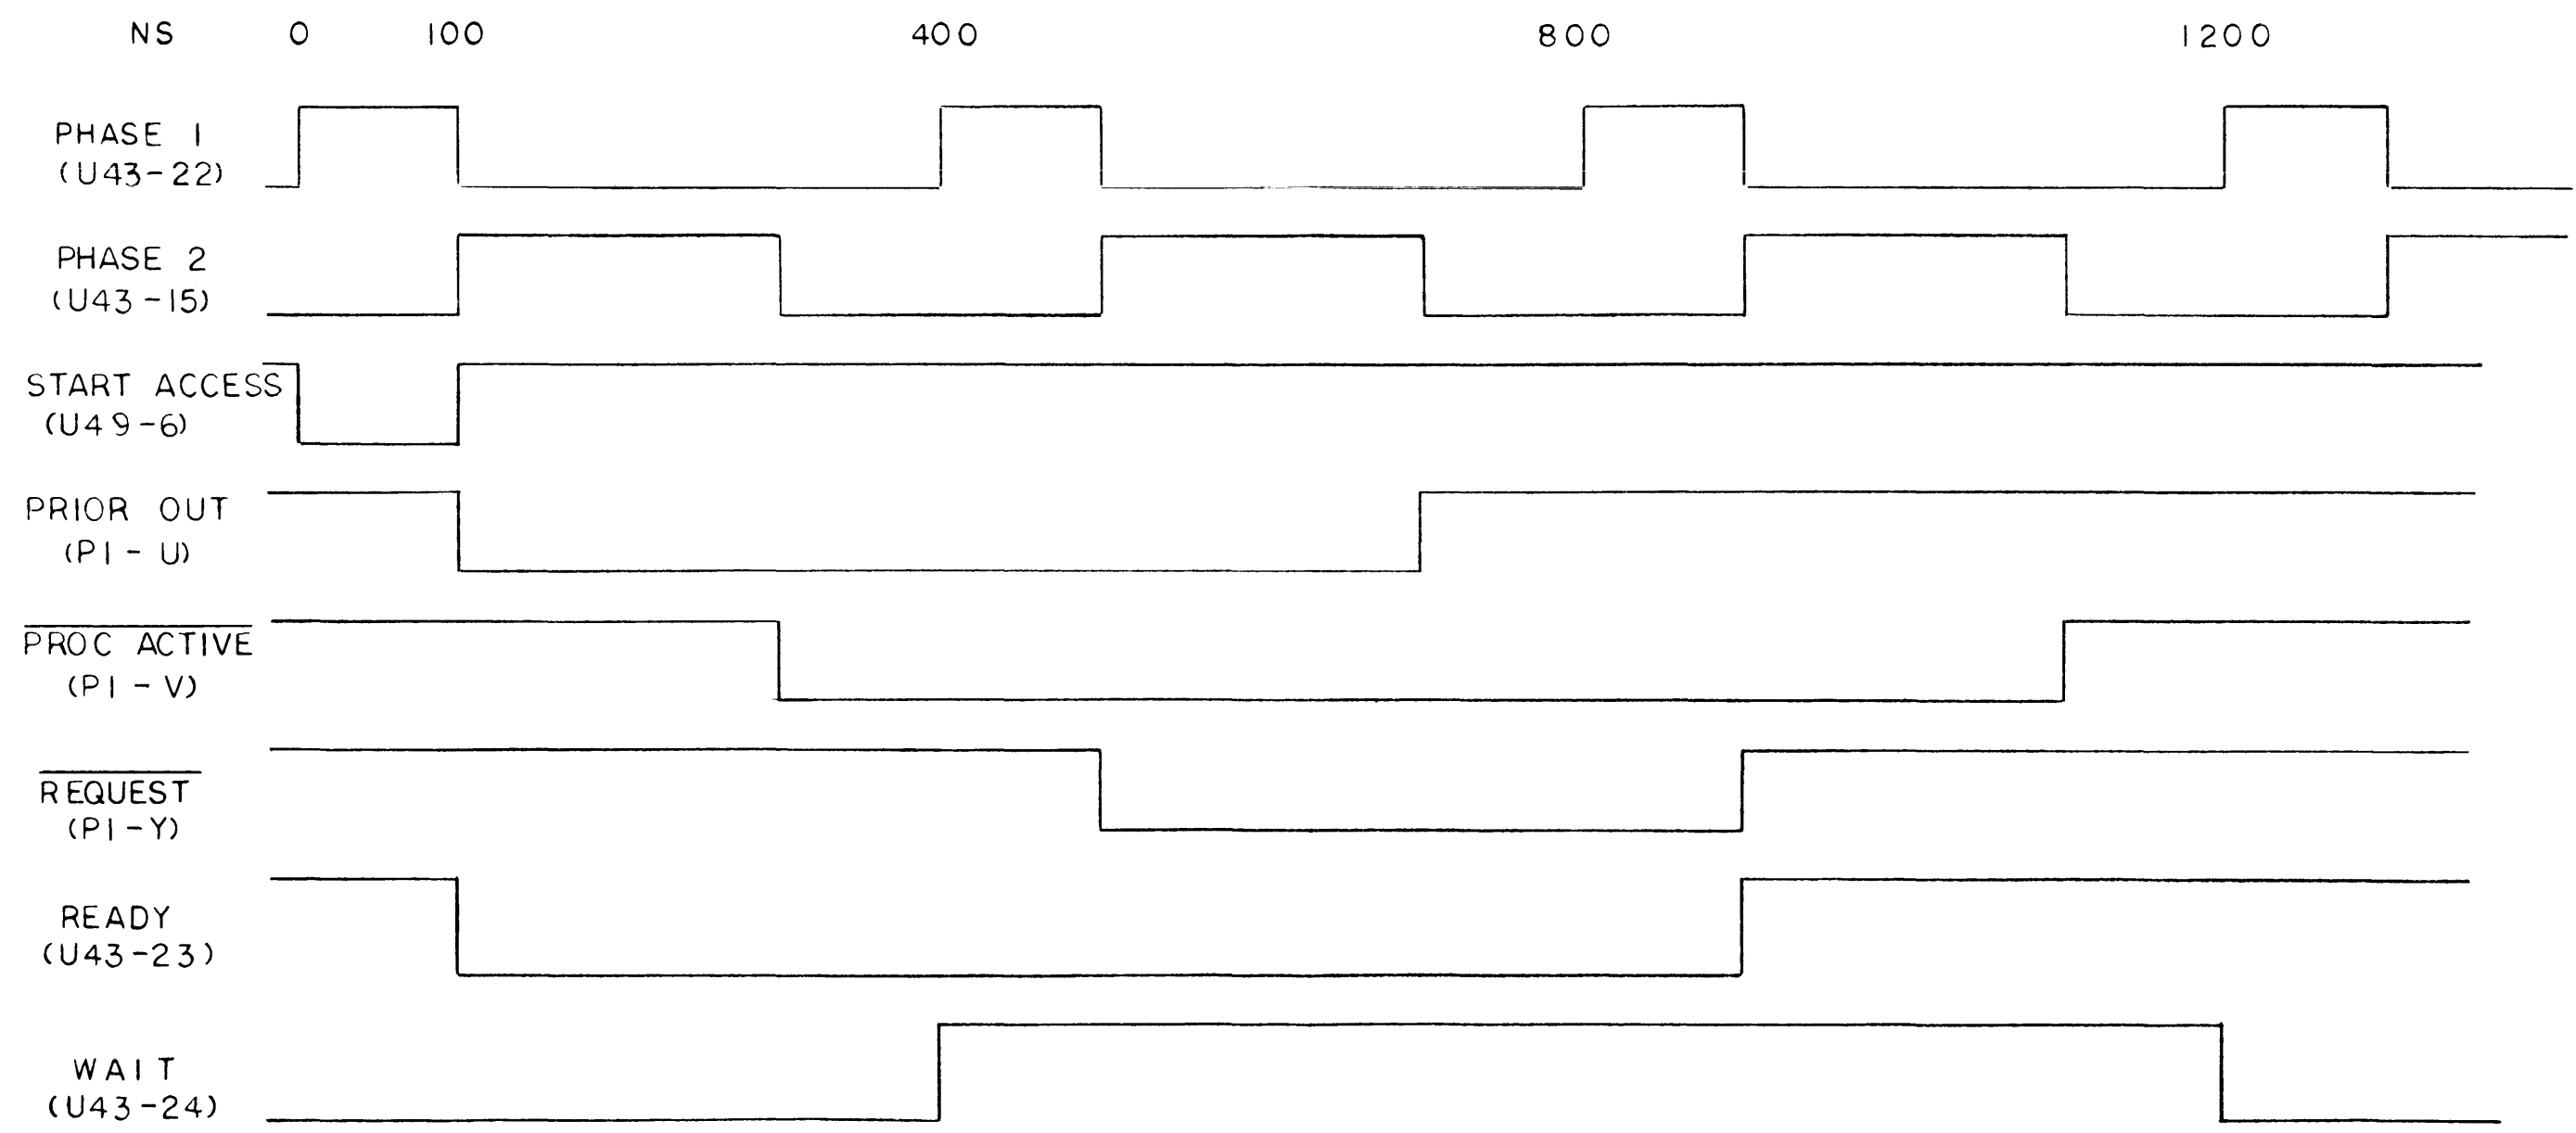 NS 0 100 400 800 1200
PHASE 1
(U43-22)
PHASE 2
(U43-15)
START ACCESS
(U49-6)
PRIOR OUT
(P1-U)
PROC ACTIVE
(P1-V)
REQUEST
(P1-Y)
READY
(U43-23)
WAIT
(U43-24)